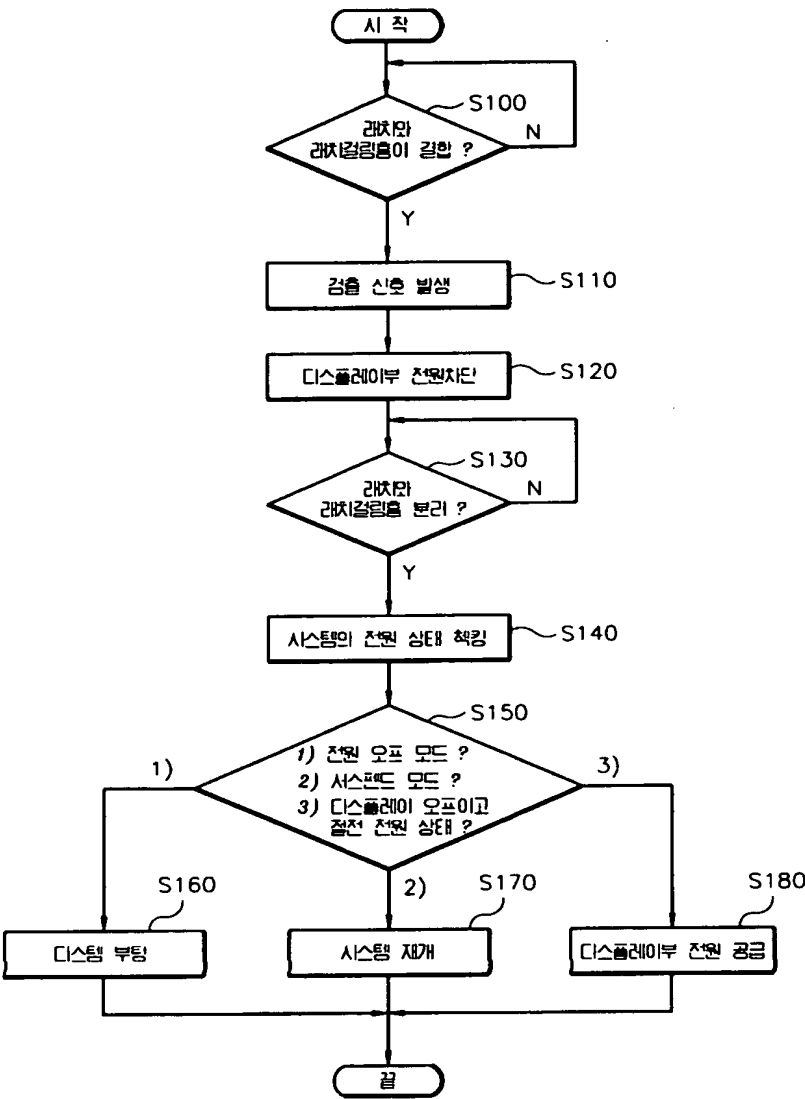 시 작
S100
래치와
래치걸림홈이 결합 ?
N
Y
검출 신호 발생
S110
디스플레이부 전원차단
S120
S130
래치와
래치걸림홈 분리 ?
N
Y
시스템의 전원 상태 첵킹
S140
S150
1) 전원 오프 모드 ?
2) 서스펜드 모드 ?
3) 디스플레이 오프이고
절전 전원 상태 ?
1)
2)
3)
S160
디스템 부팅
S170
시스템 재개
S180
디스플레이부 전원 공급
끝